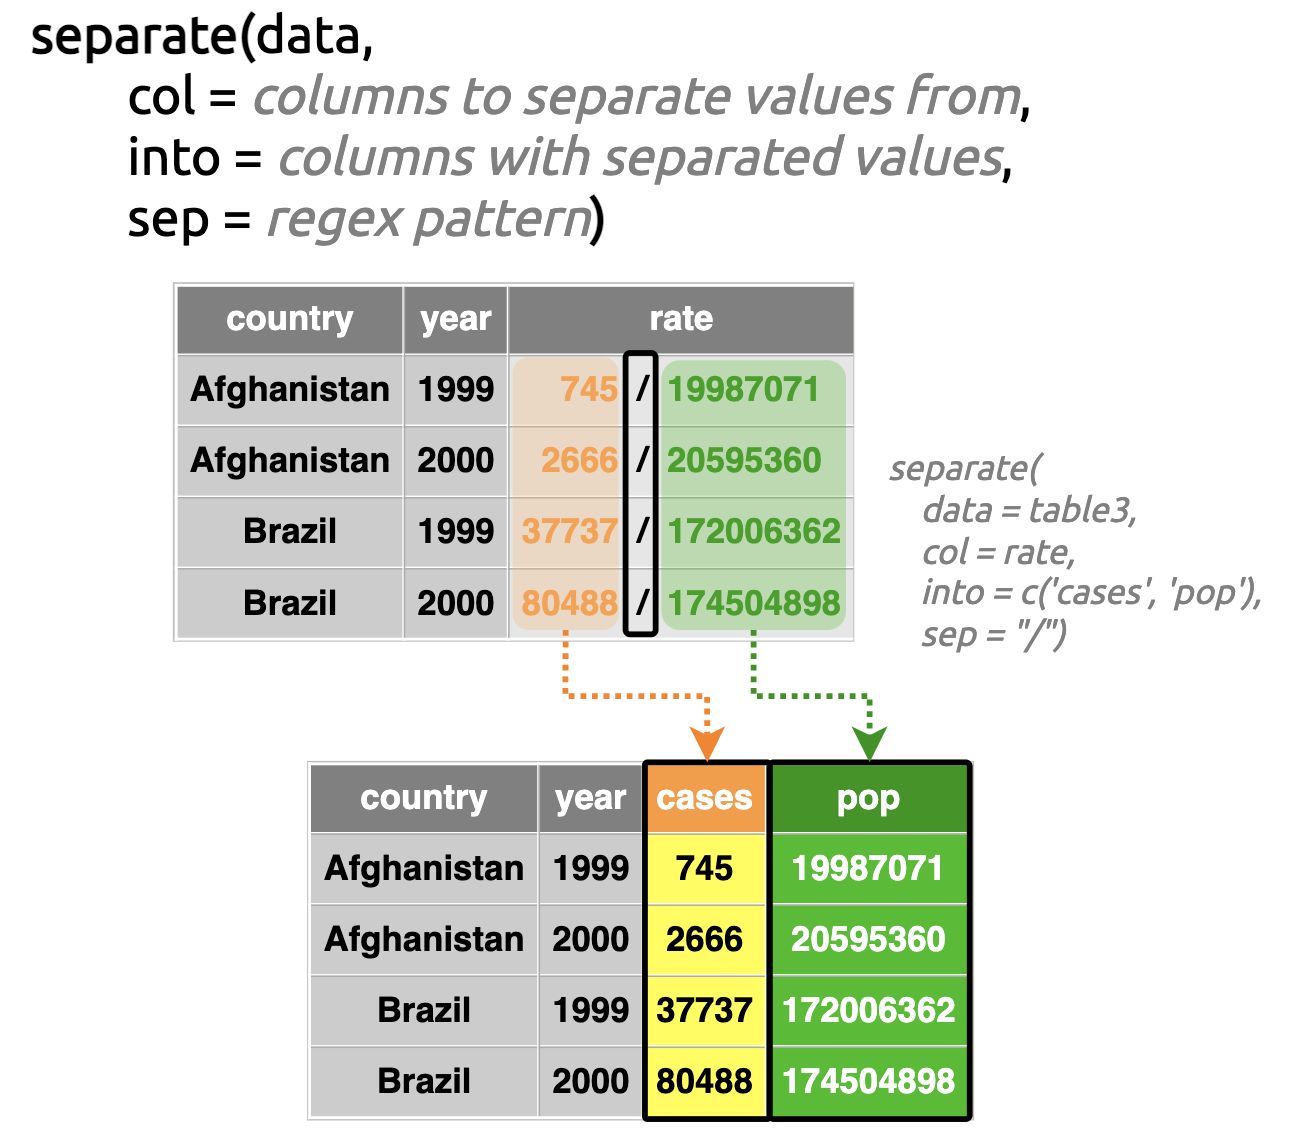 separate(data,
col = columns to separate values from,
into = columns with separated values,
sep = regex pattern)
country year rate
Afghanistan 1999 745 / 19987071
Afghanistan 2000 2666 / 20595360
Brazil 1999 37737 / 172006362
Brazil 2000 80488 / 174504898
separate(
data = table3,
col = rate,
into = c('cases', 'pop'),
sep = "/")
country year cases pop
Afghanistan 1999 745 19987071
Afghanistan 2000 2666 20595360
Brazil 1999 37737 172006362
Brazil 2000 80488 174504898